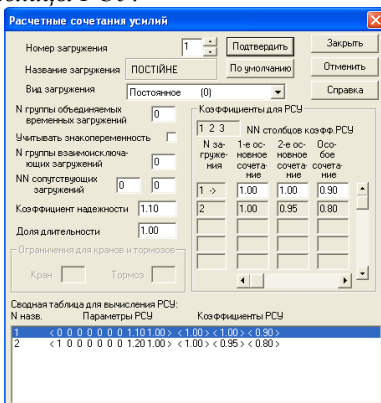 Расчетные сочетания усилий
Номер загружения 1 Подтвердить Закрыть
Название загружения ПОСТІЙНЕ По умолчанию Отменить
Вид загружения Постоянное (0) Справка
N группы объединяемых временных загружений 0
Учитывать знакопеременность
N группы взаимоисключа-ющих загружений 0
NN сопутствующих загружений 0 0
Коэффициент надежности 1.10
Доля длительности 1.00
Ограничения для кранов и тормозов
Кран Тормоз
Коэффициенты для РСУ
1 2 3 NN столбцов коэфф.РСУ
N за-груже-ния 1-е ос-новное сочета-ние 2-е ос-новное сочета-ние Осо-бое сочета-ние
1 -> 1.00 1.00 0.90
2 1.00 0.95 0.80
Сводная таблица для вычисления РСУ:
N назв. Параметры РСУ Коэффициенты РСУ
1 < 0 0 0 0 0 0 0 1.10 1.00 > < 1.00 > < 1.00 > < 0.90 >
2 < 1 0 0 0 0 0 0 1.20 1.00 > < 1.00 > < 0.95 > < 0.80 >